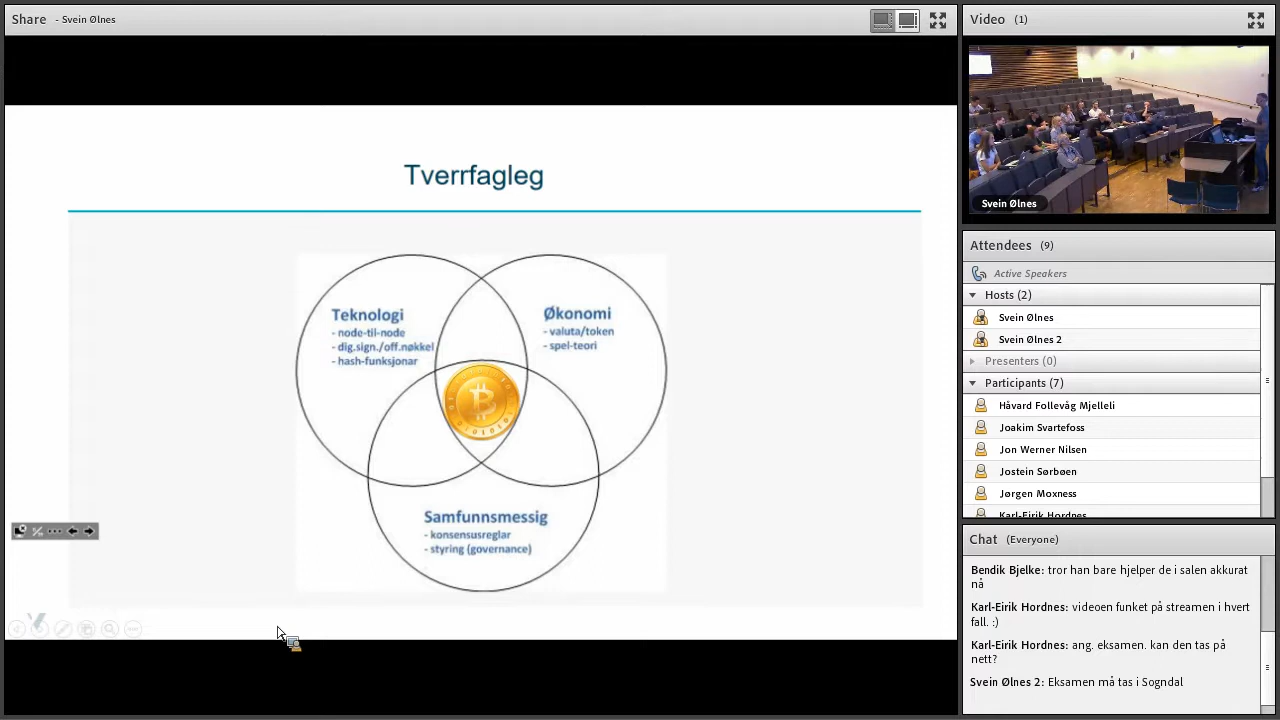 Share - Svein Ølnes
Tverrfagleg
Teknologi
- node-til-node
- dig.sign./off.nøkkel
- hash-funksjonar
Økonomi
- valuta/token
- spel-teori
Samfunnsmessig
- konsensusreglar
- styring (governance)
Video (1)
Svein Ølnes
Attendees (9)
Active Speakers
Hosts (2)
Svein Ølnes
Svein Ølnes 2
Presenters (0)
Participants (7)
Håvard Follevåg Mjelleli
Joakim Svartefoss
Jon Werner Nilsen
Jostein Sørbøen
Jørgen Moxness
Karl-Eirik Hordnes
Chat (Everyone)
Bendik Bjelke: tror han bare hjelper de i salen akkurat
nå
Karl-Eirik Hordnes: videoen funket på streamen i hvert
fall. :)
Karl-Eirik Hordnes: ang. eksamen. kan den tas på
nett?
Svein Ølnes 2: Eksamen må tas i Sogndal